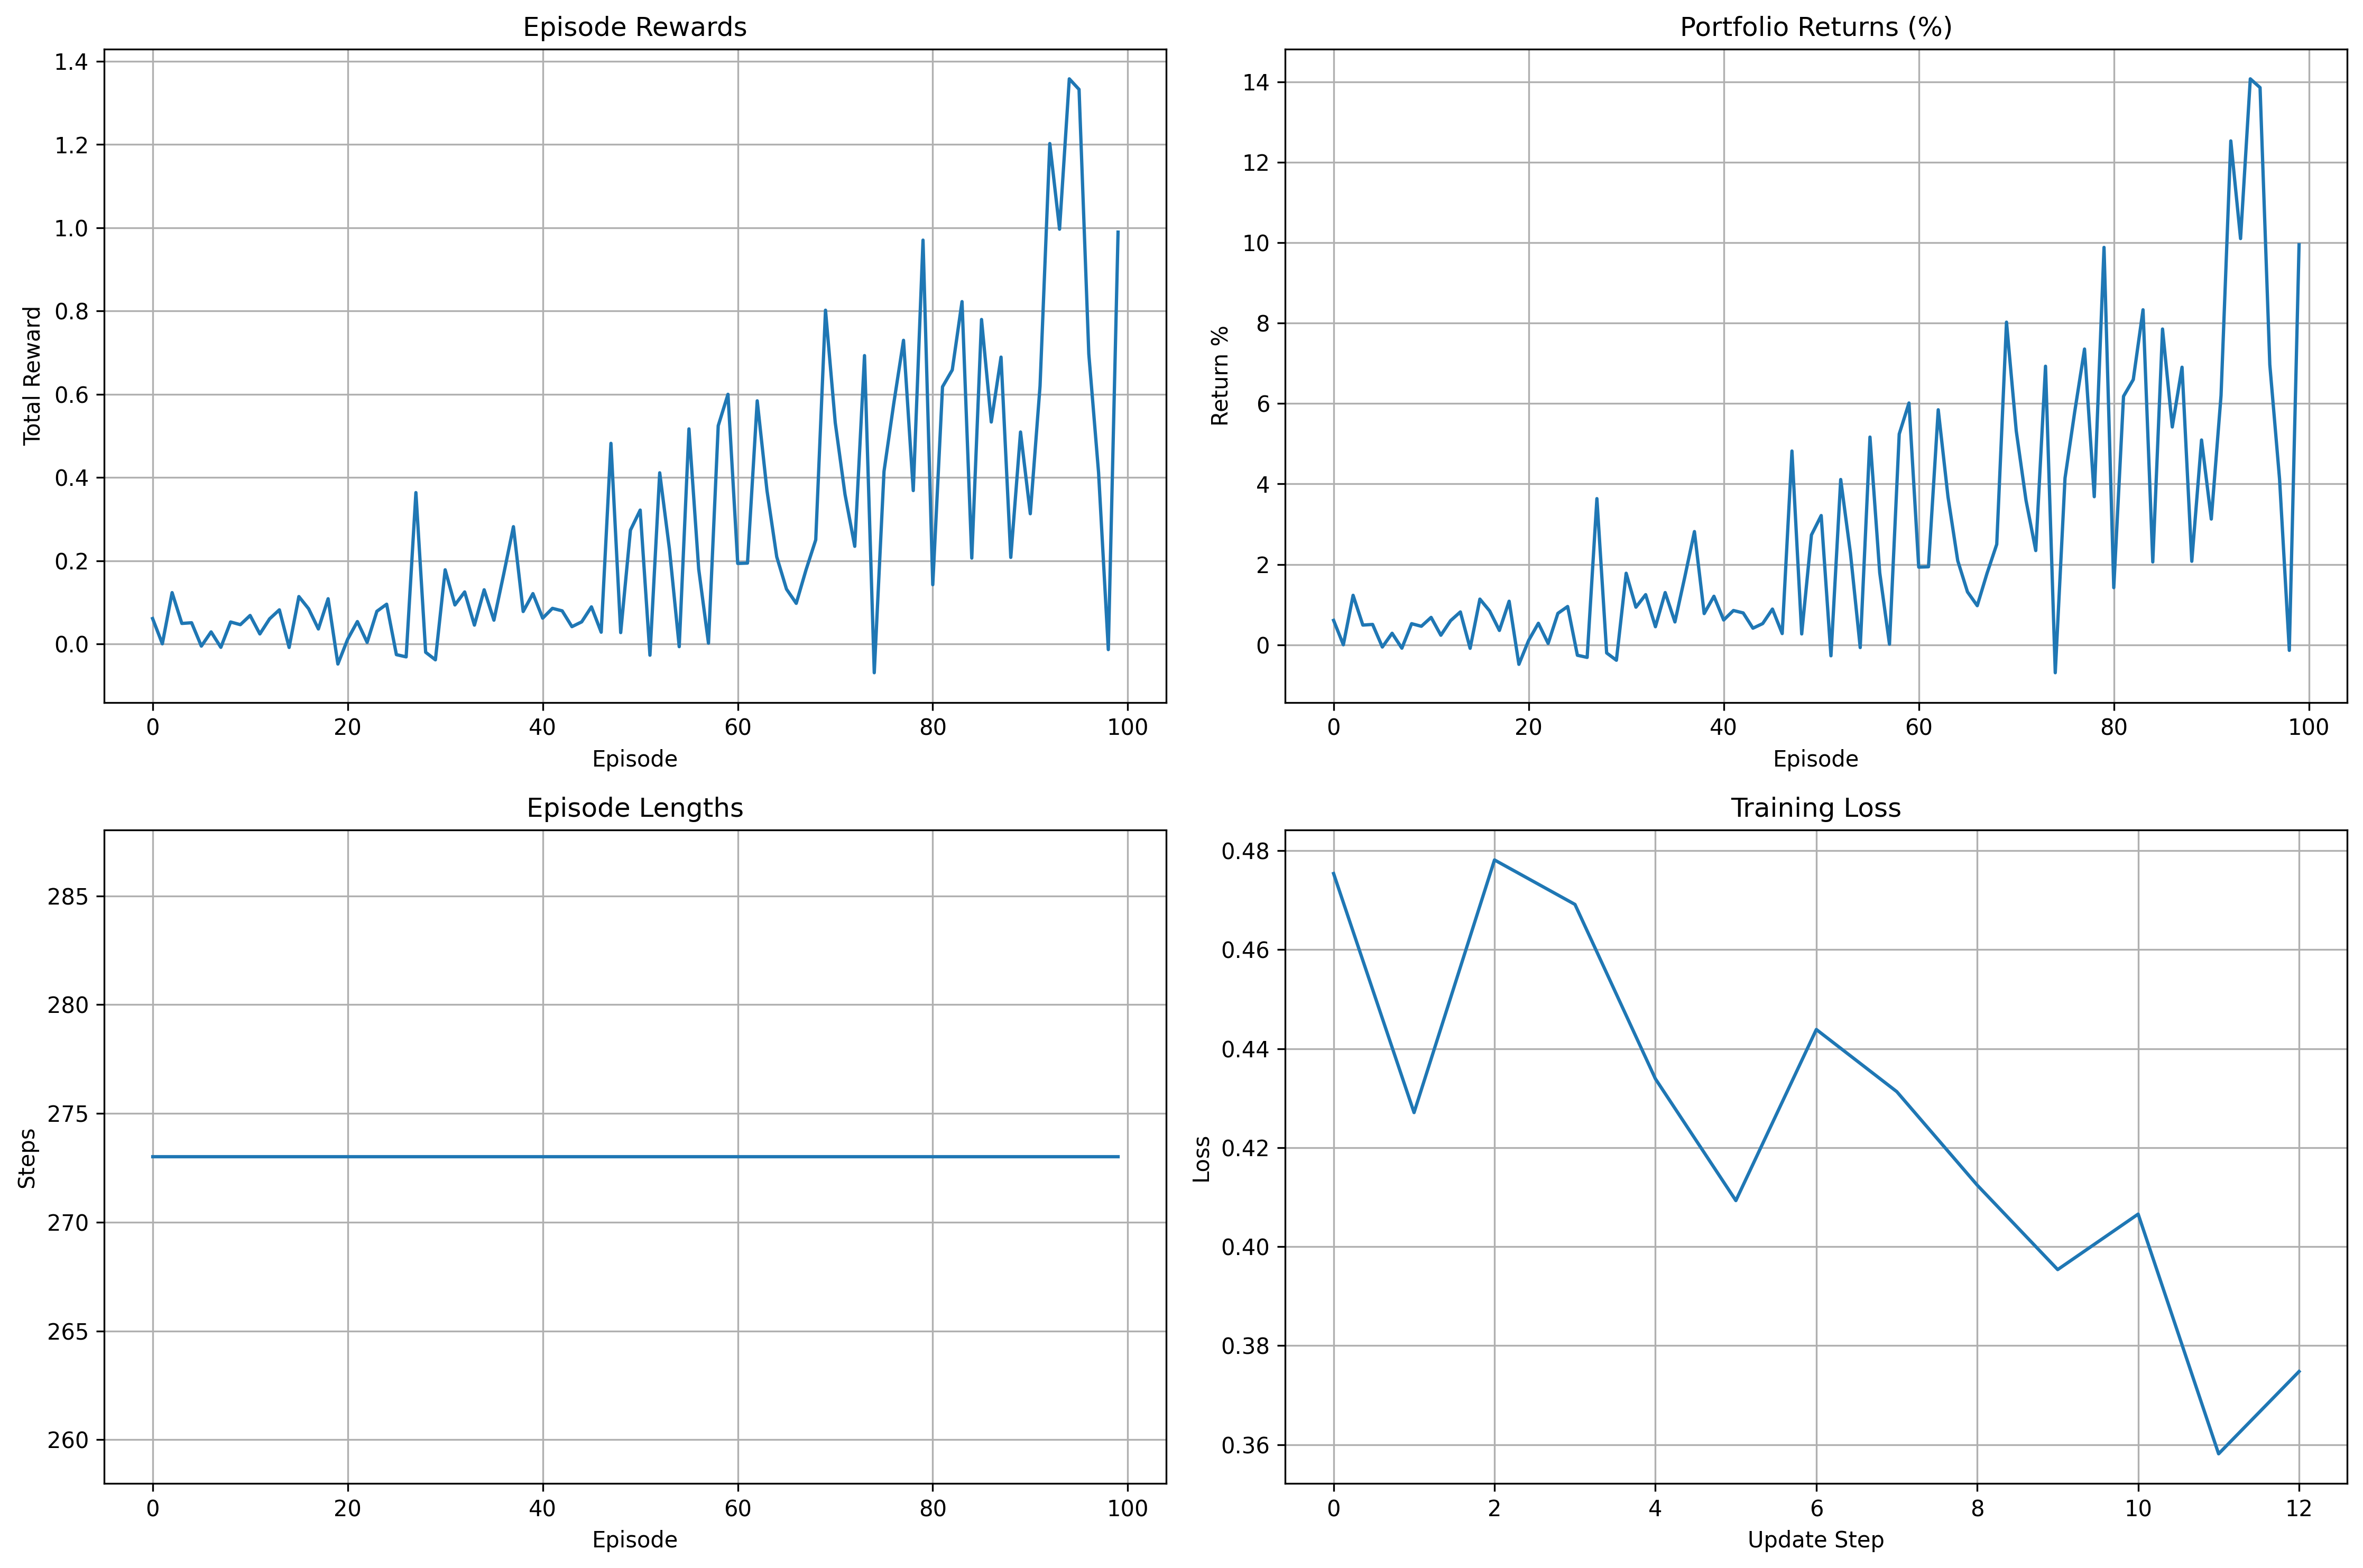 Episode Rewards
Total Reward
1.4
1.2
1.0
0.8
0.6
0.4
0.2
0.0
0 20 40 60 80 100
Episode
Portfolio Returns (%)
Return %
14
12
10
8
6
4
2
0
0 20 40 60 80 100
Episode
Episode Lengths
Steps
285
280
275
270
265
260
0 20 40 60 80 100
Episode
Training Loss
Loss
0.48
0.46
0.44
0.42
0.40
0.38
0.36
0 2 4 6 8 10 12
Update Step